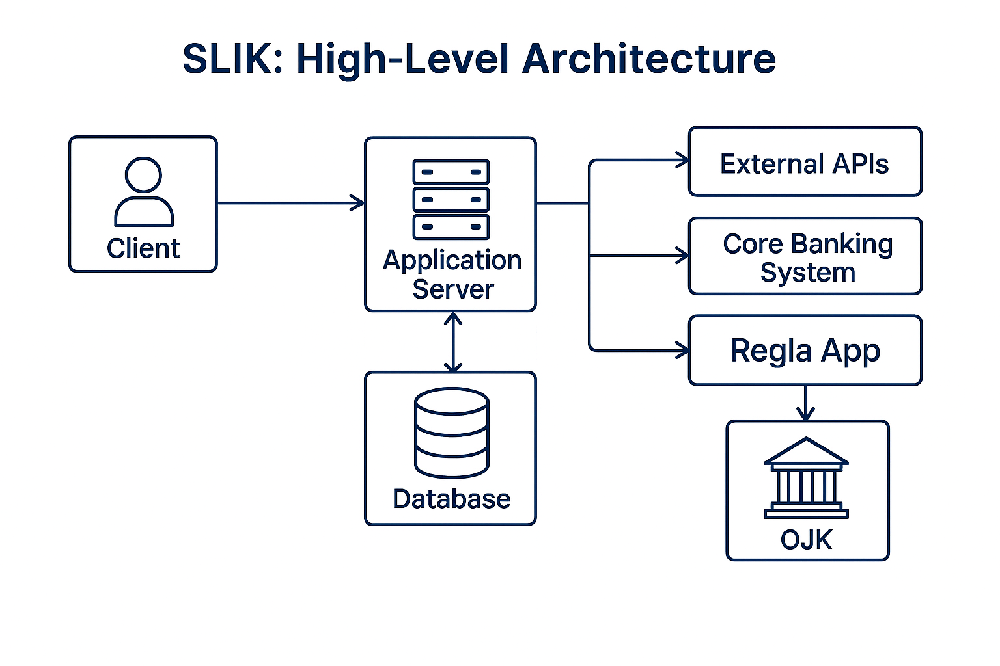 SLIK: High-Level Architecture
Client
Application
Server
Database
External APIs
Core Banking
System
Regla App
OJK